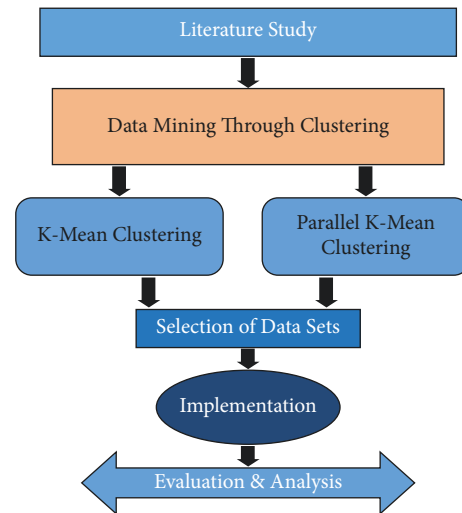 Literature Study
Data Mining Through Clustering
K-Mean Clustering
Parallel K-Mean
Clustering
Selection of Data Sets
Implementation
Evaluation & Analysis